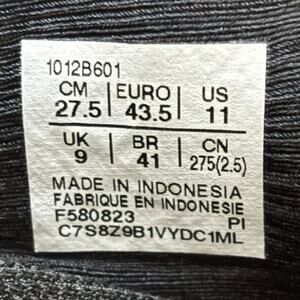 1012B601
CM EURO US
27.5 43.5 11
UK BR CN
9 41 275(2.5)
MADE IN INDONESIA
FABRIQUE EN INDONESIE
F580823 PI
C7S8Z9B1VYDC1ML